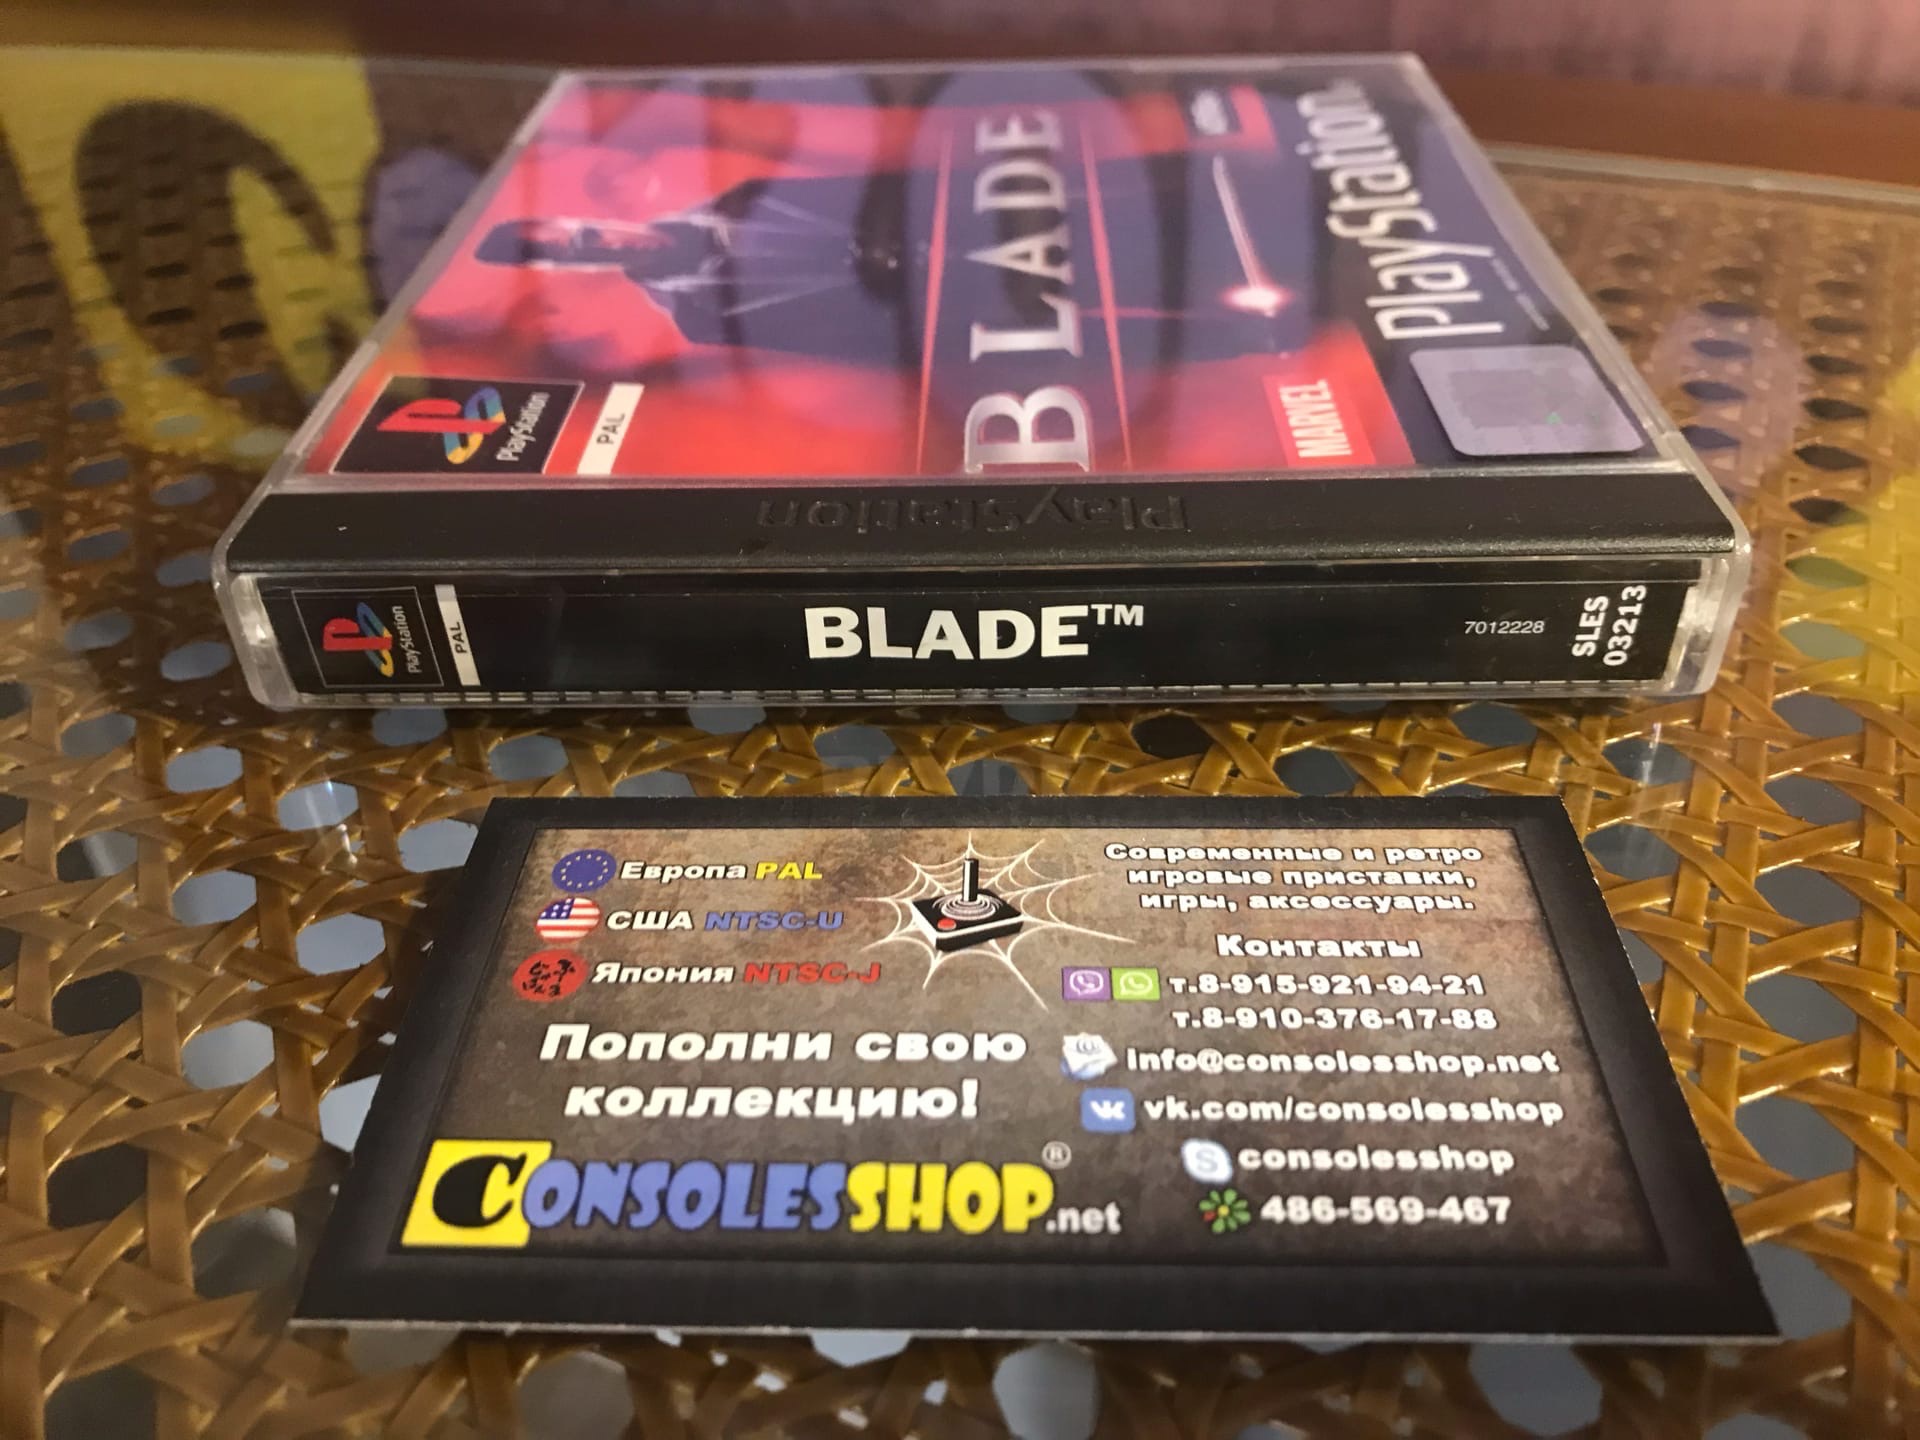 PlayStation
BLADE
MARVEL
PlayStation
PAL
PlayStation
PlayStation
PAL
BLADE™
7012228
SLES
03213
Европа PAL
США NTSC-U
Япония NTSC-J
Пополни свою
коллекцию!
CONSOLESSHOP®.net
Современные и ретро
игровые приставки,
игры, аксессуары.
Контакты
т.8-915-921-94-21
т.8-910-376-17-88
info@consolesshop.net
vk.com/consolesshop
consolesshop
486-569-467